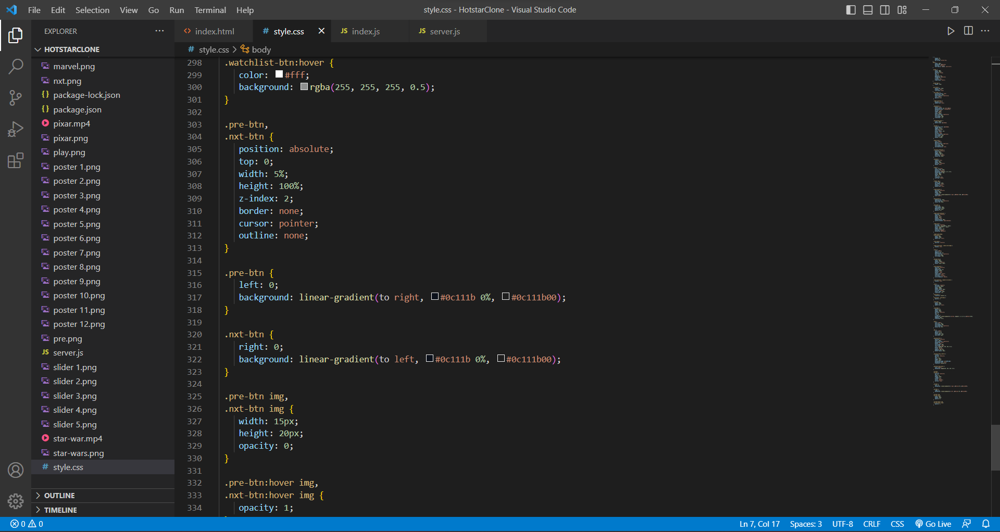 File Edit Selection View Go Run Terminal Help
style.css - HotstarClone - Visual Studio Code
EXPLORER
HOTSTARCLONE
marvel.png
nxt.png
package-lock.json
package.json
pixar.mp4
pixar.png
play.png
poster 1.png
poster 2.png
poster 3.png
poster 4.png
poster 5.png
poster 6.png
poster 7.png
poster 8.png
poster 9.png
poster 10.png
poster 11.png
poster 12.png
pre.png
JS server.js
slider 1.png
slider 2.png
slider 3.png
slider 4.png
slider 5.png
star-war.mp4
star-wars.png
# style.css
OUTLINE
TIMELINE
index.html # style.css JS index.js JS server.js
# style.css > body
298 .watchlist-btn:hover {
299 color: #fff;
300 background: rgba(255, 255, 255, 0.5);
301 }
302
303 .pre-btn,
304 .nxt-btn {
305 position: absolute;
306 top: 0;
307 width: 5%;
308 height: 100%;
309 z-index: 2;
310 border: none;
311 cursor: pointer;
312 outline: none;
313 }
314
315 .pre-btn {
316 left: 0;
317 background: linear-gradient(to right, #0c111b 0%, #0c111b00);
318 }
319
320 .nxt-btn {
321 right: 0;
322 background: linear-gradient(to left, #0c111b 0%, #0c111b00);
323 }
324
325 .pre-btn img,
326 .nxt-btn img {
327 width: 15px;
328 height: 20px;
329 opacity: 0;
330 }
331
332 .pre-btn:hover img,
333 .nxt-btn:hover img {
334 opacity: 1;
0 0
Ln 7, Col 17 Spaces: 3 UTF-8 CRLF CSS Go Live